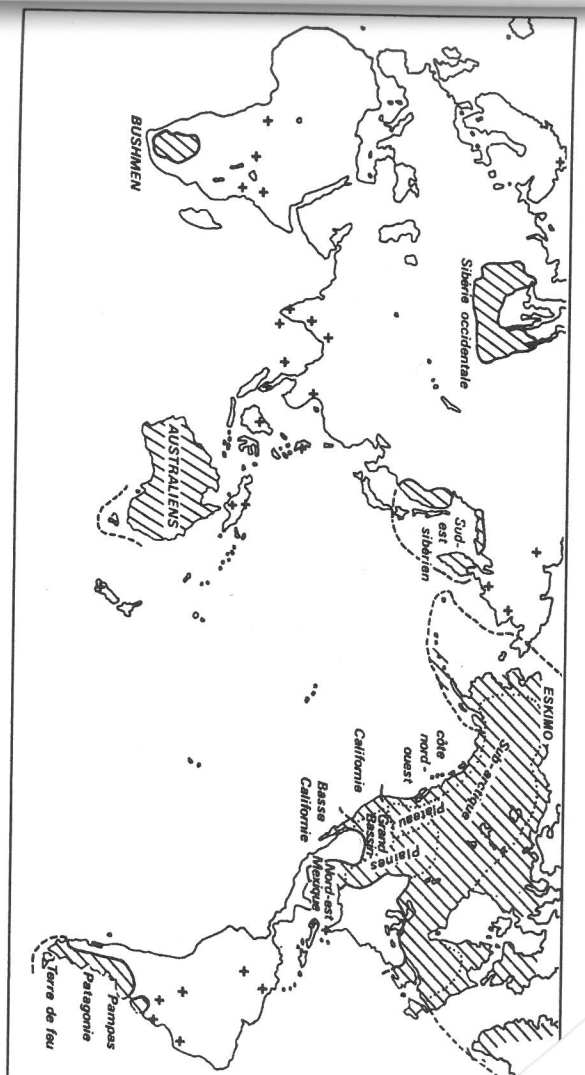 ESKIMO
Sub-arctique
Sibérie occidentale
Sud-
est
sibérien
côte
nord-
ouest
Plateau
Californie
Grand
Bassin
Plaines
Basse
Californie
Nord-est
Mexique
BUSHMEN
AUSTRALIENS
Pampas
Patagonie
Terre de feu